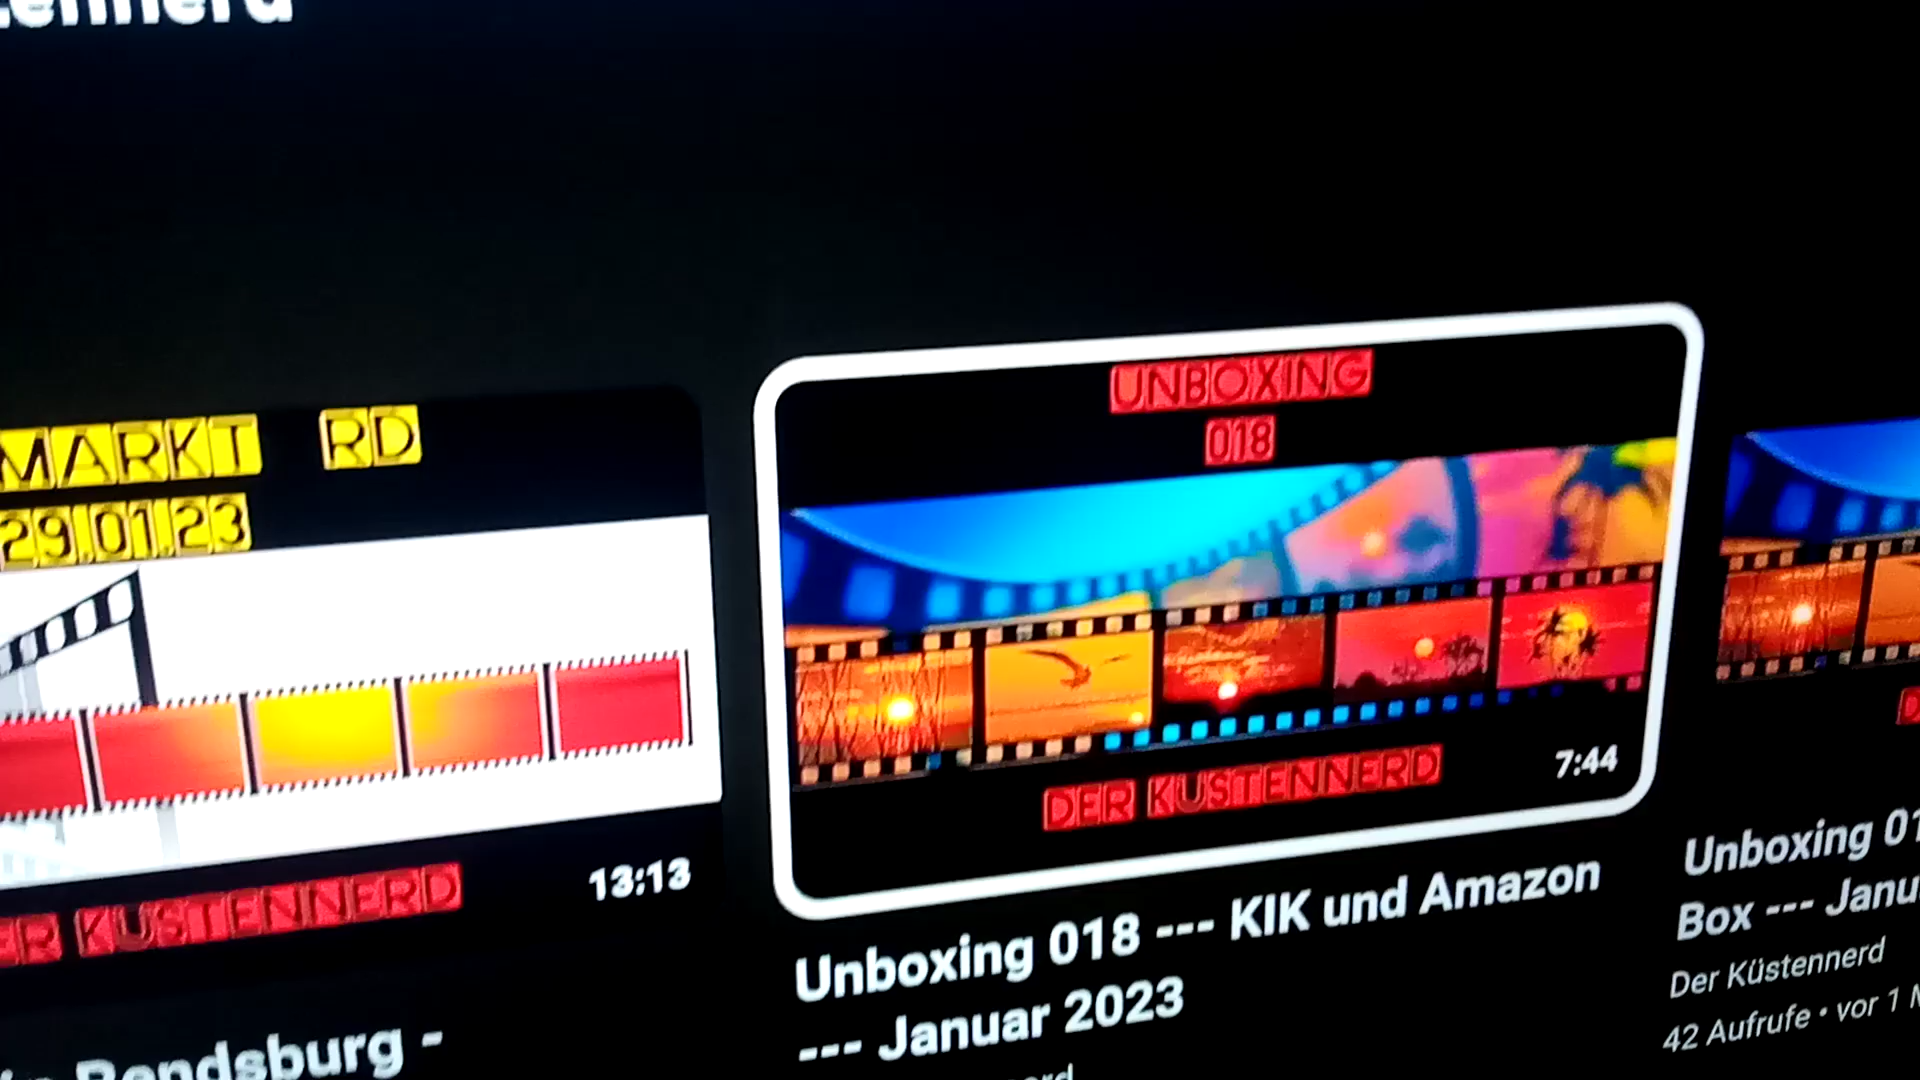 MARKT RD
29.01.23
KÜSTENNERD
13:13
Rendsburg -
UNBOXING
018
DER KÜSTENNERD
7:44
Unboxing 018 --- KIK und Amazon
--- Januar 2023
Unboxing
Box ---
Der Küstennerd
42 Aufrufe • vor 1